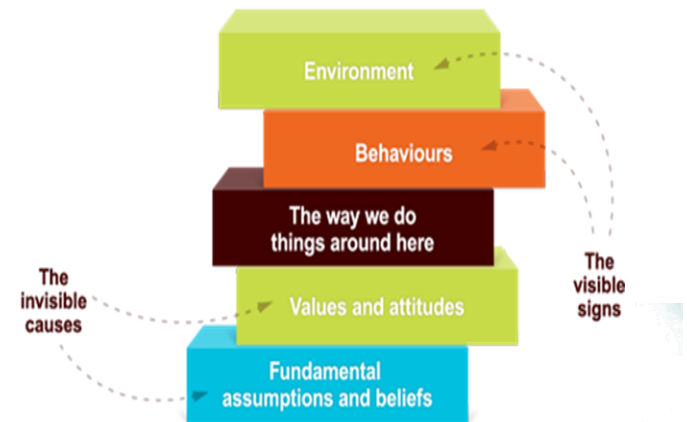 Environment
Behaviours
The way we do
things around here
The
invisible
causes
Values and attitudes
The
visible
signs
Fundamental
assumptions and beliefs